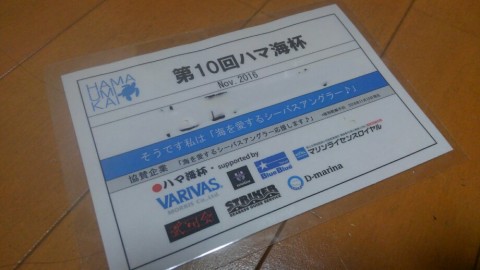 HAMA
UMI
KAI
第10回ハマ海杯
Nov.2016
そうです私は「海を愛するシーバスアングラー♪」
協賛企業 「海を愛するシーバスアングラー応援します♪」
ハマ海杯 supported by
VARIVAS
BlueBlue
マリンライセンスロイヤル
STRIKER
D-marina